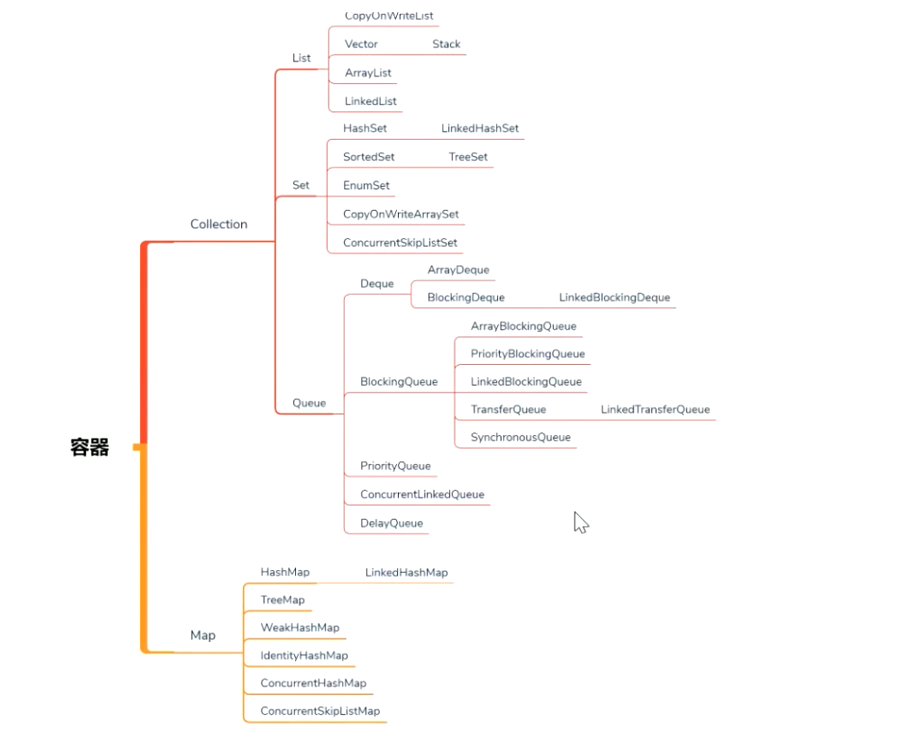 CopyOnWriteList
List
Vector Stack
ArrayList
LinkedList
HashSet LinkedHashSet
SortedSet TreeSet
Set
EnumSet
CopyOnWriteArraySet
Collection
ConcurrentSkipListSet
ArrayDeque
Deque
BlockingDeque LinkedBlockingDeque
ArrayBlockingQueue
PriorityBlockingQueue
BlockingQueue
LinkedBlockingQueue
Queue
TransferQueue LinkedTransferQueue
SynchronousQueue
容器
PriorityQueue
ConcurrentLinkedQueue
DelayQueue
HashMap LinkedHashMap
TreeMap
WeakHashMap
Map
IdentityHashMap
ConcurrentHashMap
ConcurrentSkipListMap